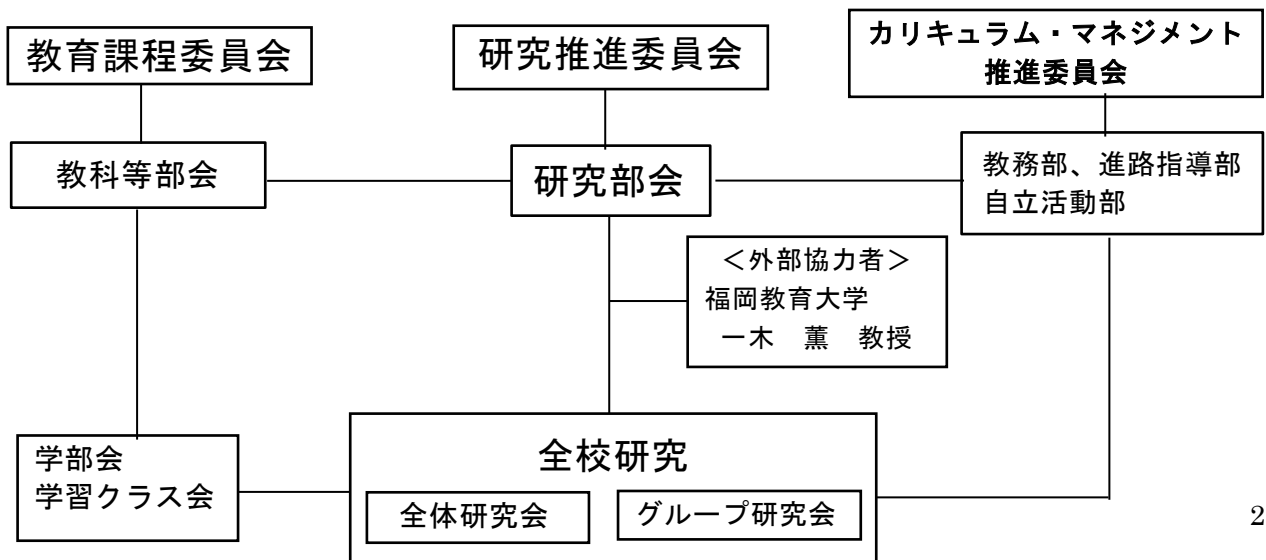 教育課程委員会
研究推進委員会
カリキュラム・マネジメント
推進委員会
教科等部会
研究部会
教務部、進路指導部
自立活動部
＜外部協力者＞
福岡教育大学
一木　薫　教授
学部会
学習クラス会
全校研究
全体研究会
グループ研究会
2